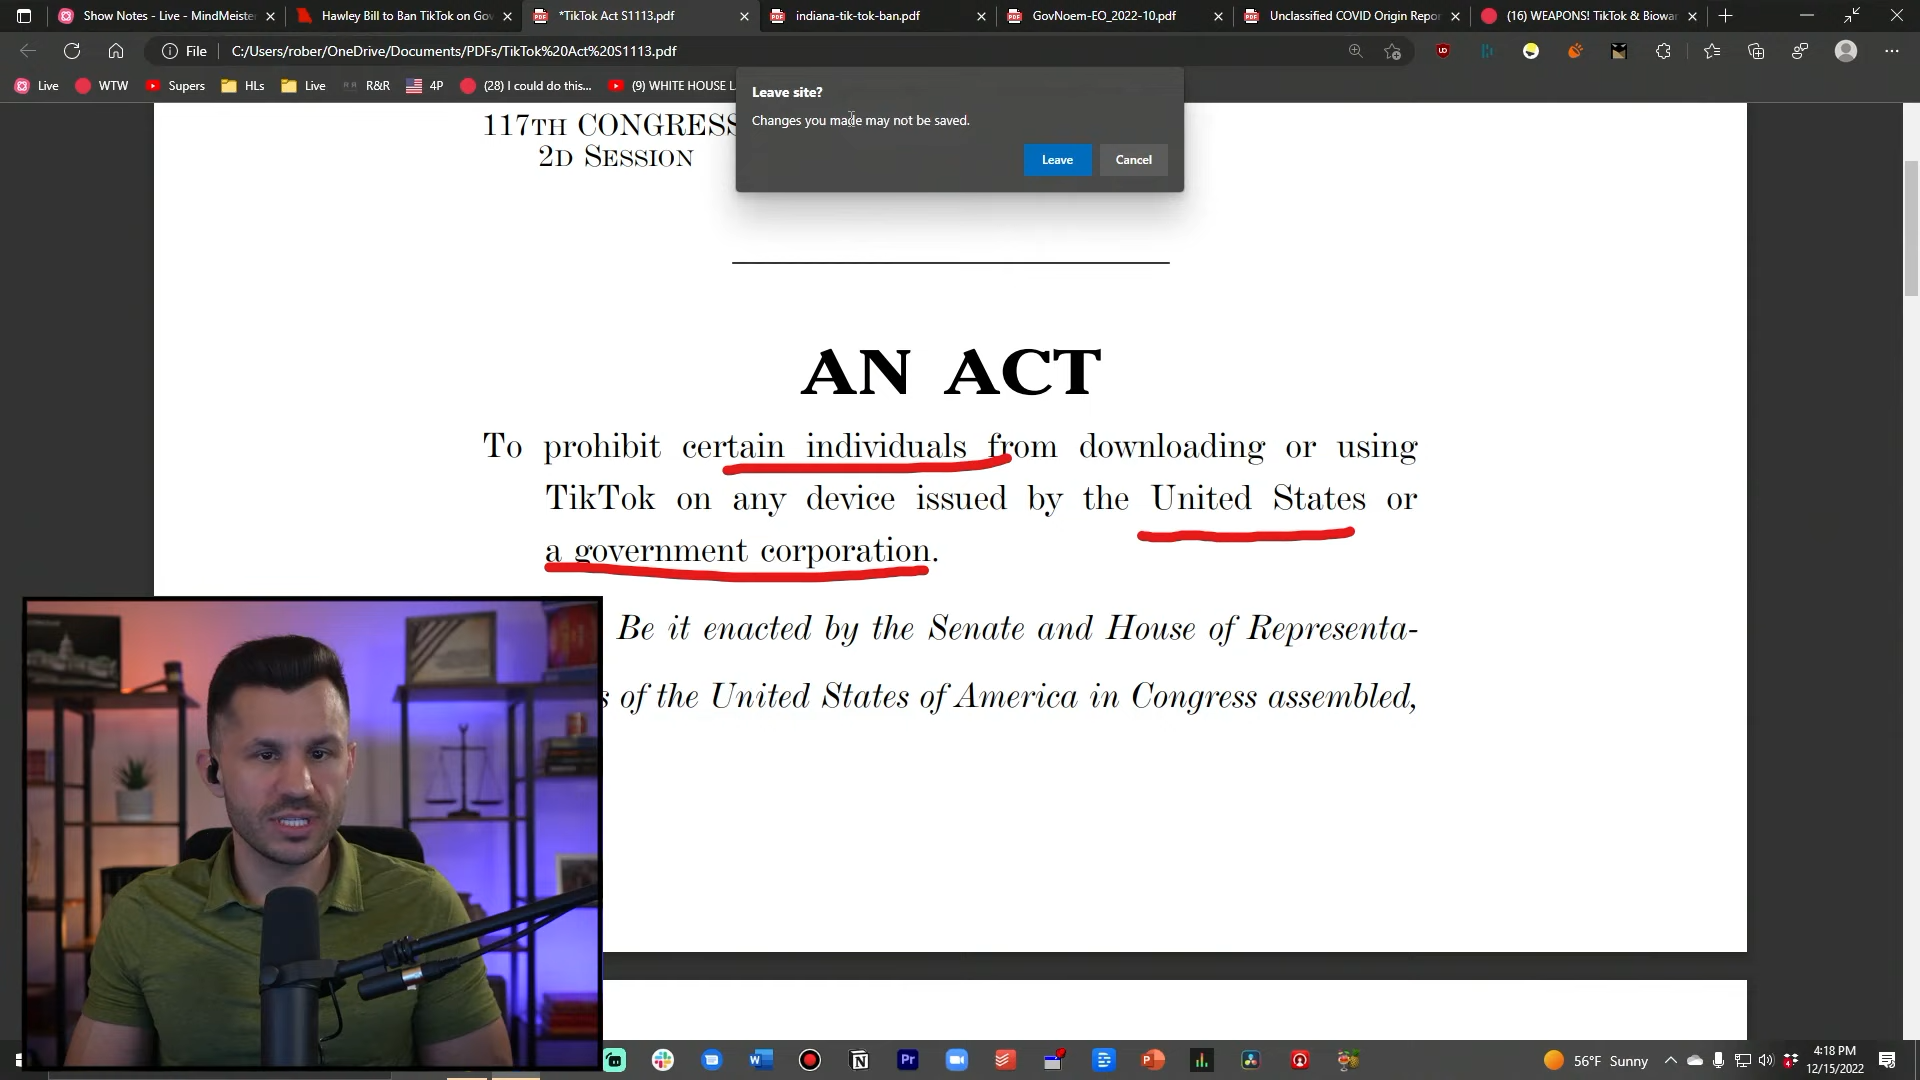 Show Notes - Live - MindMeister
Hawley Bill to Ban TikTok on Gov
*TikTok Act S1113.pdf
indiana-tik-tok-ban.pdf
GovNoem-EO_2022-10.pdf
Unclassified COVID Origin Repor
(16) WEAPONS! TikTok & Biowar
File
C:/Users/rober/OneDrive/Documents/PDFs/TikTok%20Act%20S1113.pdf
Live
WTW
Supers
HLs
Live
R&R
4P
(28) I could do this...
(9) WHITE HOUSE L
Leave site?
Changes you made may not be saved.
Leave
Cancel
117TH CONGRESS
2D SESSION
AN ACT
To prohibit certain individuals from downloading or using
TikTok on any device issued by the United States or
a government corporation.
Be it enacted by the Senate and House of Representa-
s of the United States of America in Congress assembled,
56°F Sunny
4:18 PM
12/15/2022